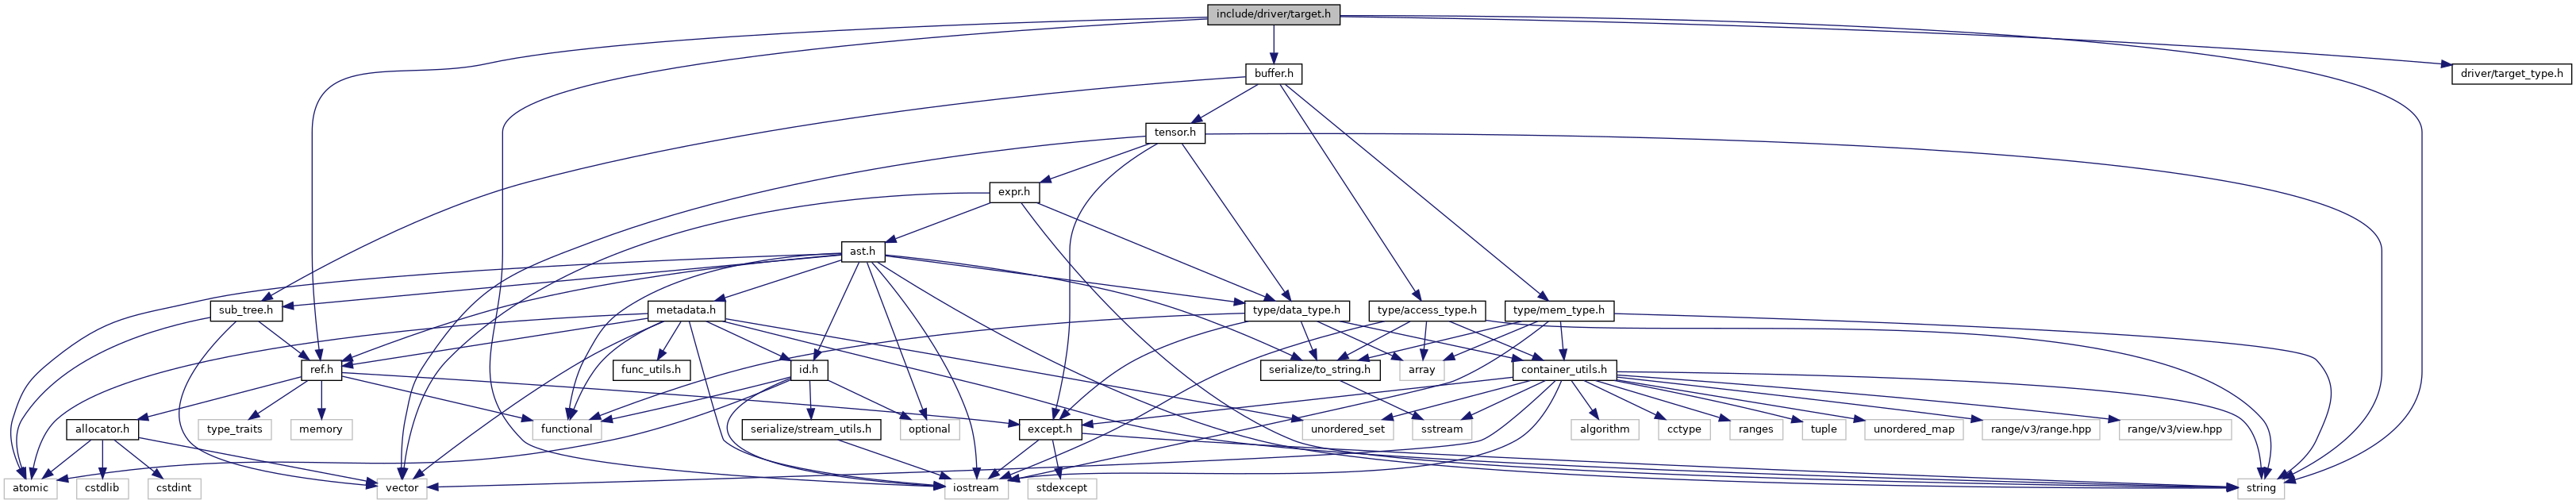 include/driver/target.h
buffer.h
driver/target_type.h
tensor.h
expr.h
ast.h
sub_tree.h
metadata.h
type/data_type.h
type/access_type.h
type/mem_type.h
ref.h
func_utils.h
id.h
serialize/to_string.h
array
container_utils.h
allocator.h
type_traits
memory
functional
serialize/stream_utils.h
optional
except.h
unordered_set
sstream
algorithm
cctype
ranges
tuple
unordered_map
range/v3/range.hpp
range/v3/view.hpp
atomic
cstdlib
cstdint
vector
iostream
stdexcept
string